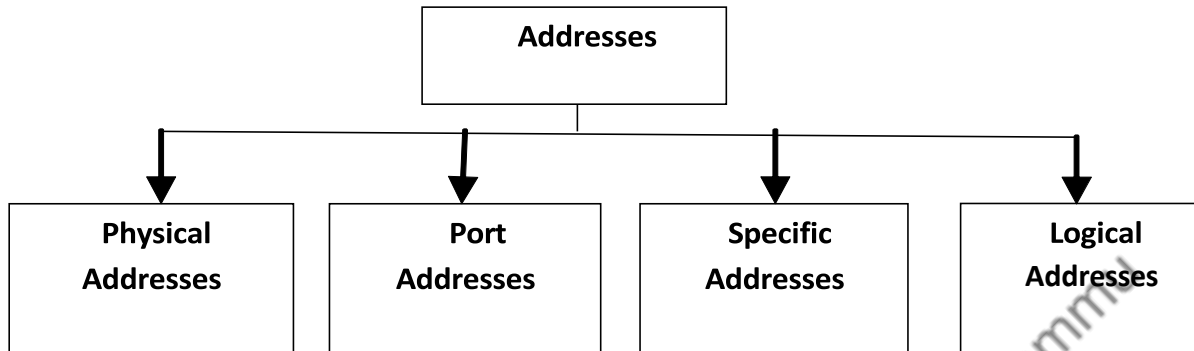 Addresses
Physical
Addresses
Port
Addresses
Specific
Addresses
Logical
Addresses